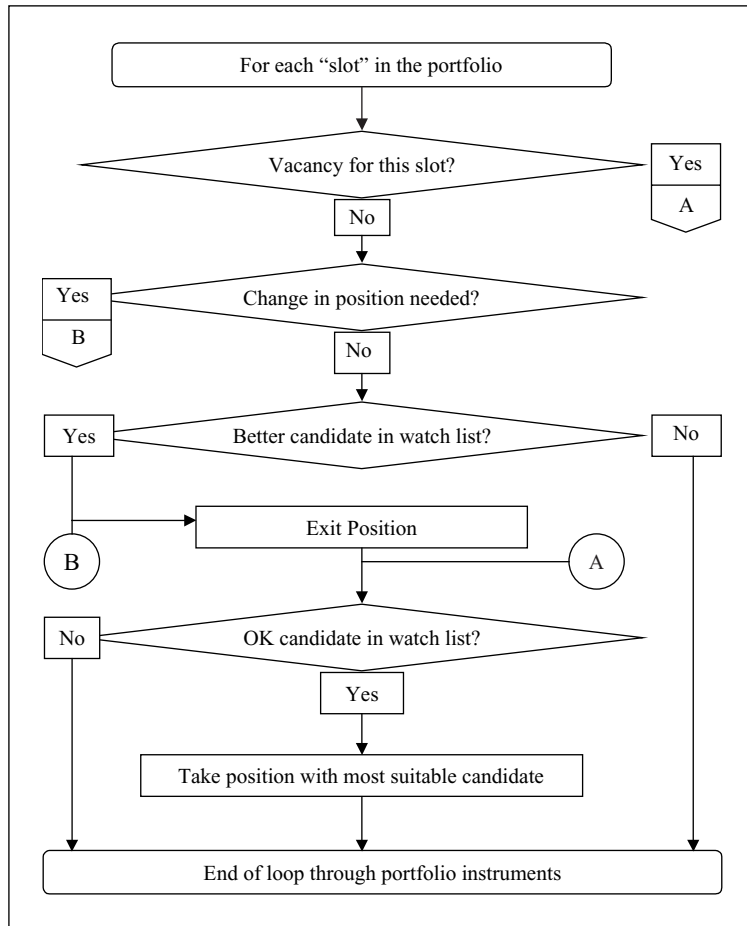 For each “slot” in the portfolio
Vacancy for this slot?
Yes
A
No
Yes
Change in position needed?
B
No
Yes
Better candidate in watch list?
No
Exit Position
B
A
No
OK candidate in watch list?
Yes
Take position with most suitable candidate
End of loop through portfolio instruments